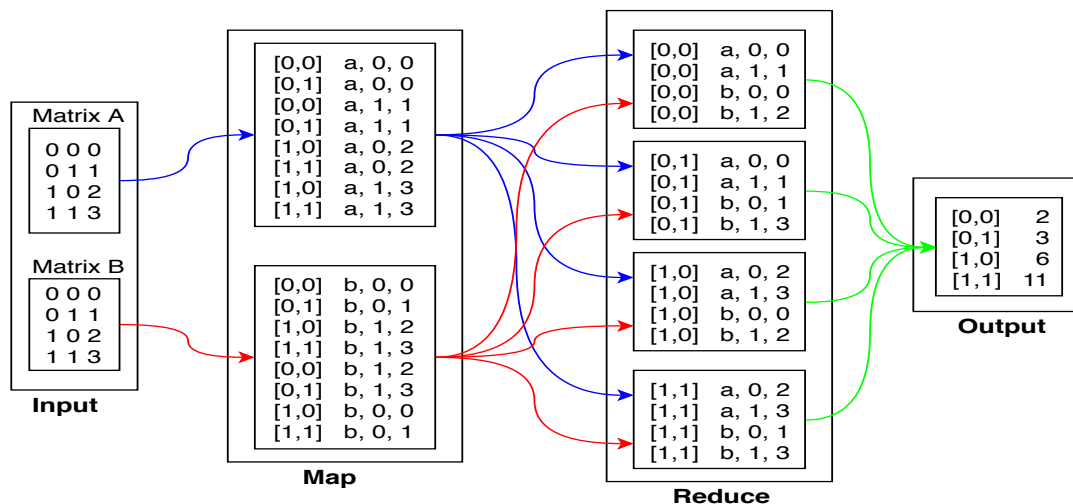 Matrix A
0 0 0
0 1 1
1 0 2
1 1 3
Matrix B
0 0 0
0 1 1
1 0 2
1 1 3
Input
[0,0] a, 0, 0
[0,1] a, 0, 0
[0,0] a, 1, 1
[0,1] a, 1, 1
[1,0] a, 0, 2
[1,1] a, 0, 2
[1,0] a, 1, 3
[1,1] a, 1, 3
[0,0] b, 0, 0
[0,1] b, 0, 1
[1,0] b, 1, 2
[1,1] b, 1, 3
[0,0] b, 1, 2
[0,1] b, 1, 3
[1,0] b, 0, 0
[1,1] b, 0, 1
Map
[0,0] a, 0, 0
[0,0] a, 1, 1
[0,0] b, 0, 0
[0,0] b, 1, 2
[0,1] a, 0, 0
[0,1] a, 1, 1
[0,1] b, 0, 1
[0,1] b, 1, 3
[1,0] a, 0, 2
[1,0] a, 1, 3
[1,0] b, 0, 0
[1,0] b, 1, 2
[1,1] a, 0, 2
[1,1] a, 1, 3
[1,1] b, 0, 1
[1,1] b, 1, 3
Reduce
[0,0] 2
[0,1] 3
[1,0] 6
[1,1] 11
Output